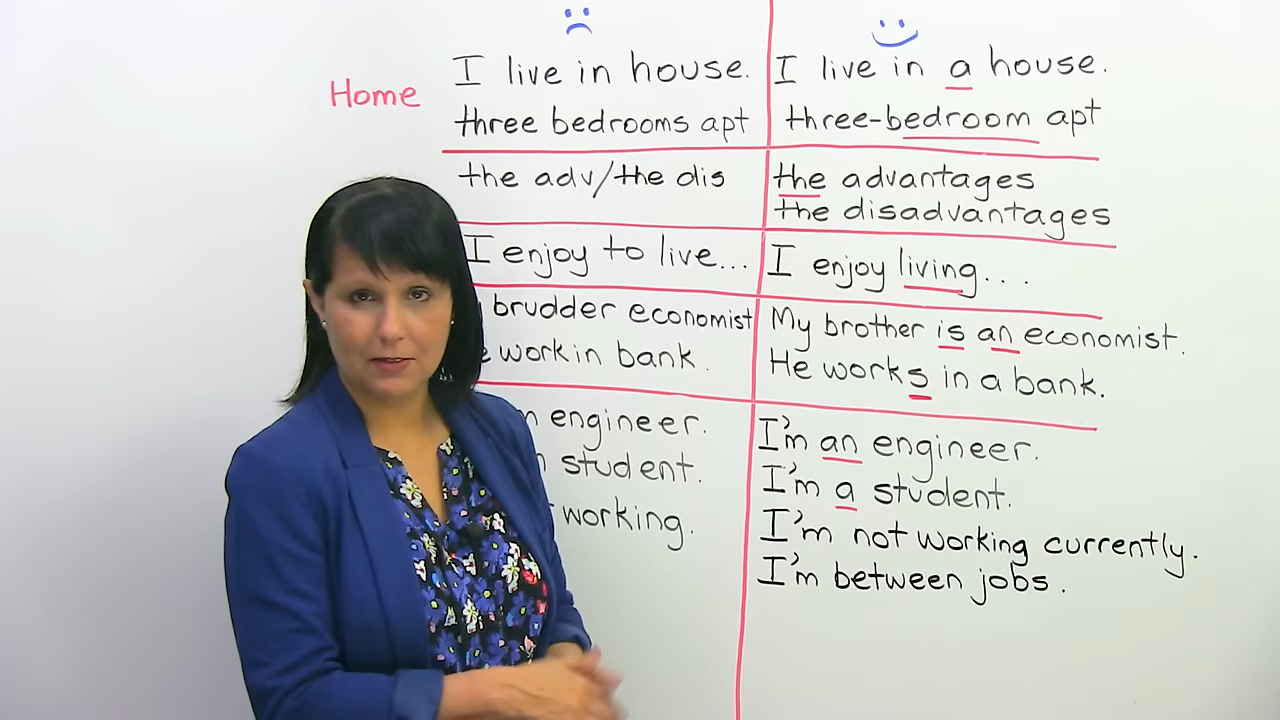 Home
I live in house.
three bedrooms apt
the adv/the dis
I enjoy to live...
brudder economist
work in bank.
engineer.
student.
working.
I live in a house.
three-bedroom apt
the advantages
the disadvantages
I enjoy living....
My brother is an economist.
He works in a bank.
I'm an engineer.
I'm a student.
I'm not working currently.
I'm between jobs.